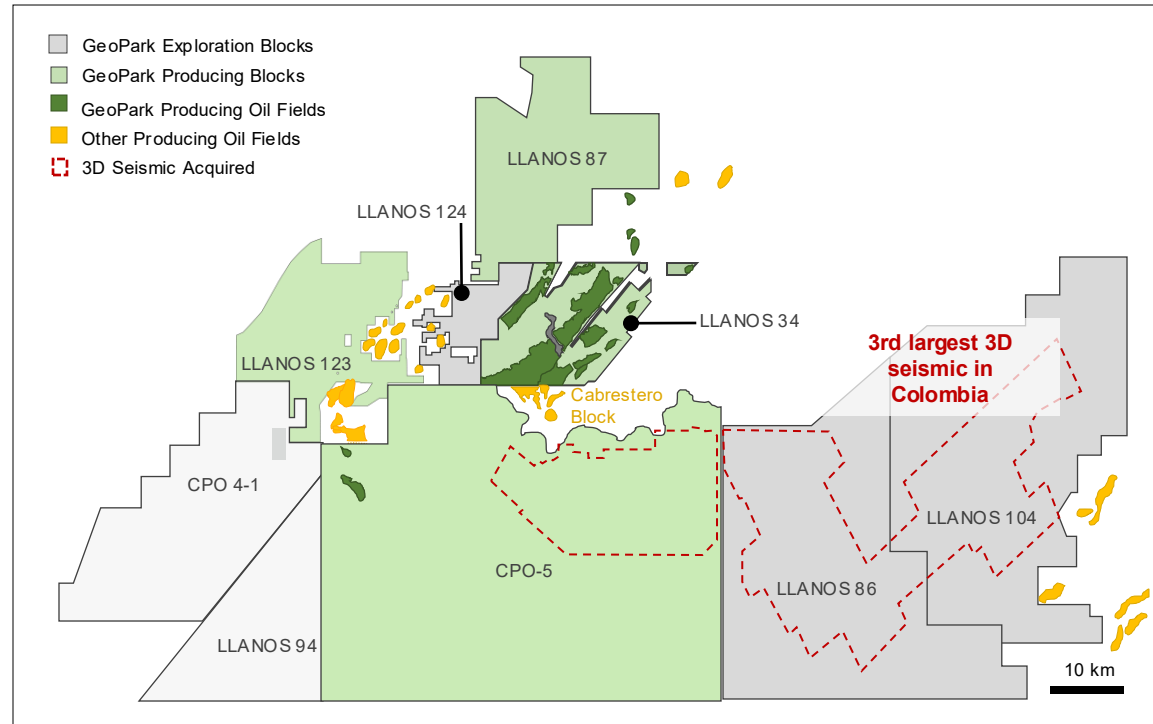 GeoPark Exploration Blocks
GeoPark Producing Blocks
GeoPark Producing Oil Fields
Other Producing Oil Fields
3D Seismic Acquired
LLANOS 87
LLANOS 124
LLANOS 34
3rd largest 3D
seismic in
Colombia
LLANOS 123
Cabrestero
Block
CPO 4-1
LLANOS 104
CPO-5
LLANOS 86
LLANOS 94
10 km